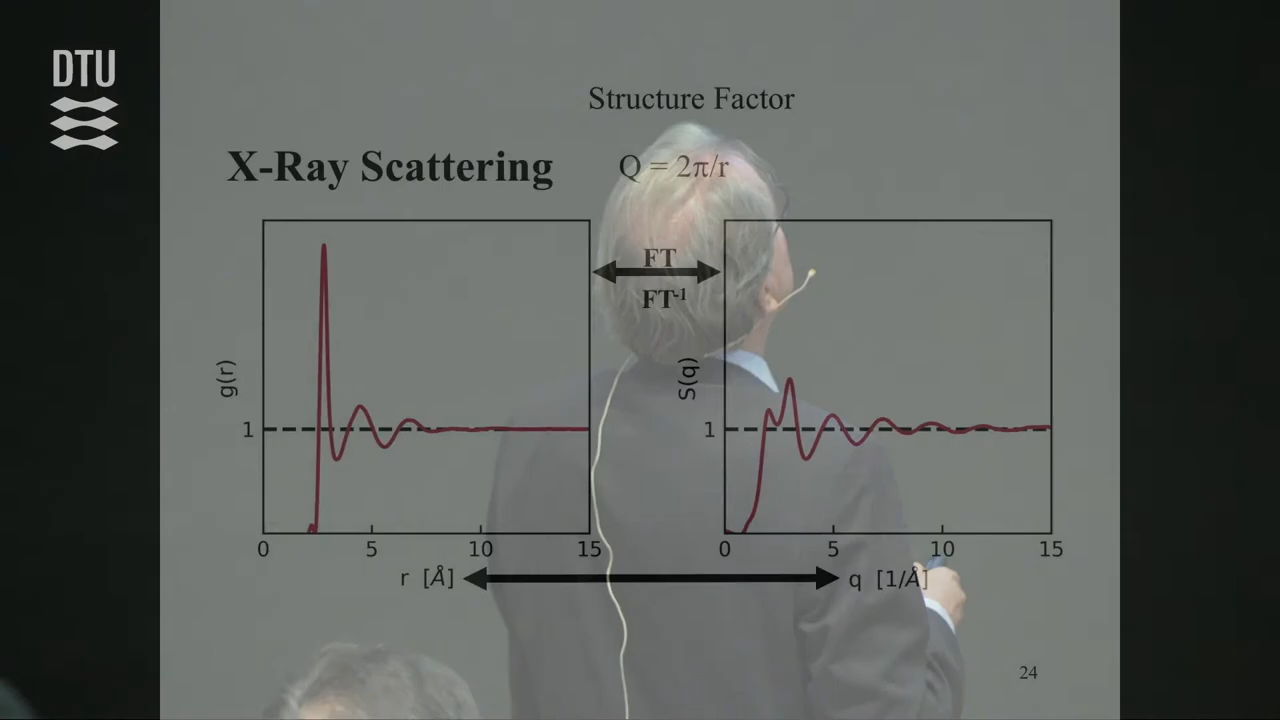 DTU
Structure Factor
X-Ray Scattering
Q = 2π/r
FT
FT⁻¹
g(r)
1
0 5 10 15
r [Å]
S(q)
1
0 5 10 15
q [1/Å]
24